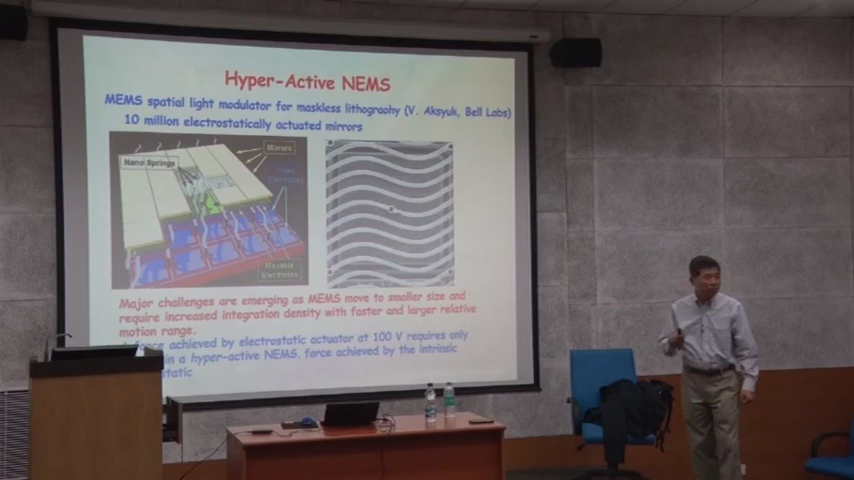 Hyper-Active NEMS
MEMS spatial light modulator for maskless lithograohy (V. Aksyuk, Bell Labs)
10 million electrostatically actuated mirrors
Nano Springs
Mirrors
Electrodes
Movable
Electrodes
Major challenges are emerging as MEMS move to smaller size and
require increased integration density with faster and larger relative
motion range.
force achieved by electrostatic actuator at 100 V requires only
in a hyper-active NEMS. force achieved by the intrinsic
static